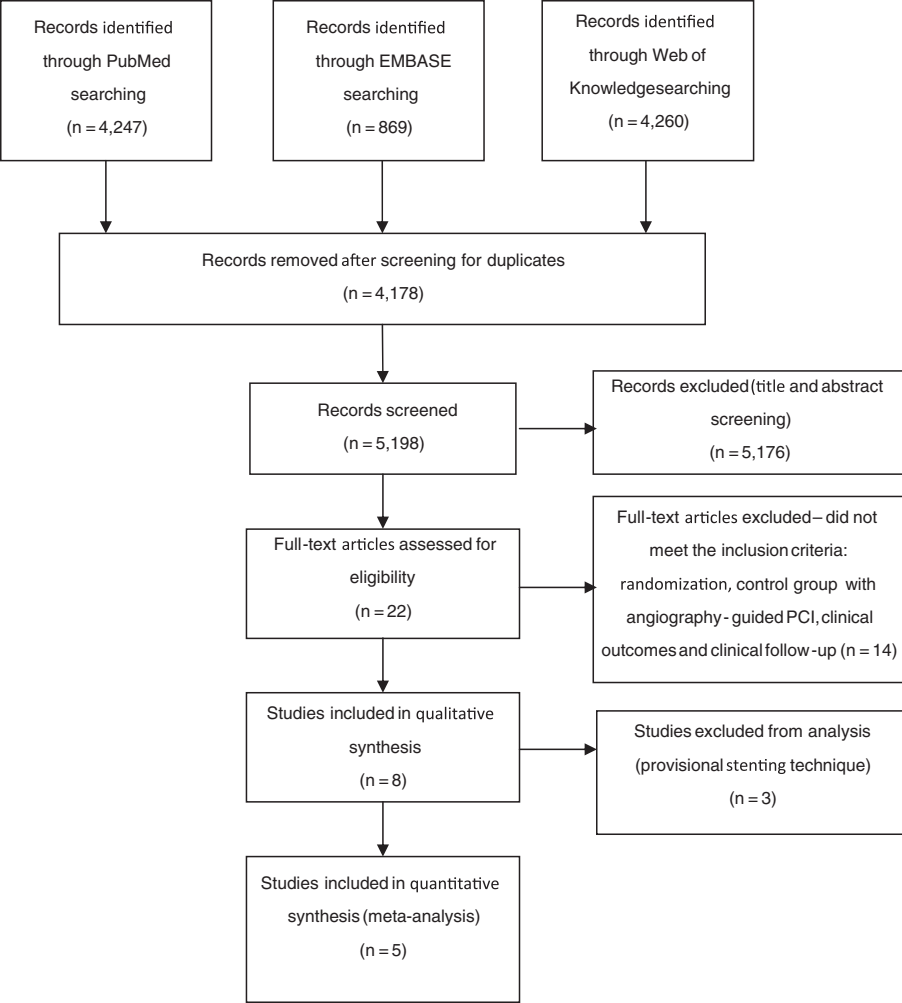 Records identified
through PubMed
searching
(n = 4,247)
Records identified
through EMBASE
searching
(n = 869)
Records identified
through Web of
Knowledgesearching
(n = 4,260)
Records removed after screening for duplicates
(n = 4,178)
Records screened
(n = 5,198)
Records excluded (title and abstract
screening)
(n = 5,176)
Full-text articles assessed for
eligibility
(n = 22)
Full-text articles excluded – did not
meet the inclusion criteria:
randomization, control group with
angiography - guided PCI, clinical
outcomes and clinical follow-up (n = 14)
Studies included in qualitative
synthesis
(n = 8)
Studies excluded from analysis
(provisional stenting technique)
(n = 3)
Studies included in quantitative
synthesis (meta-analysis)
(n = 5)